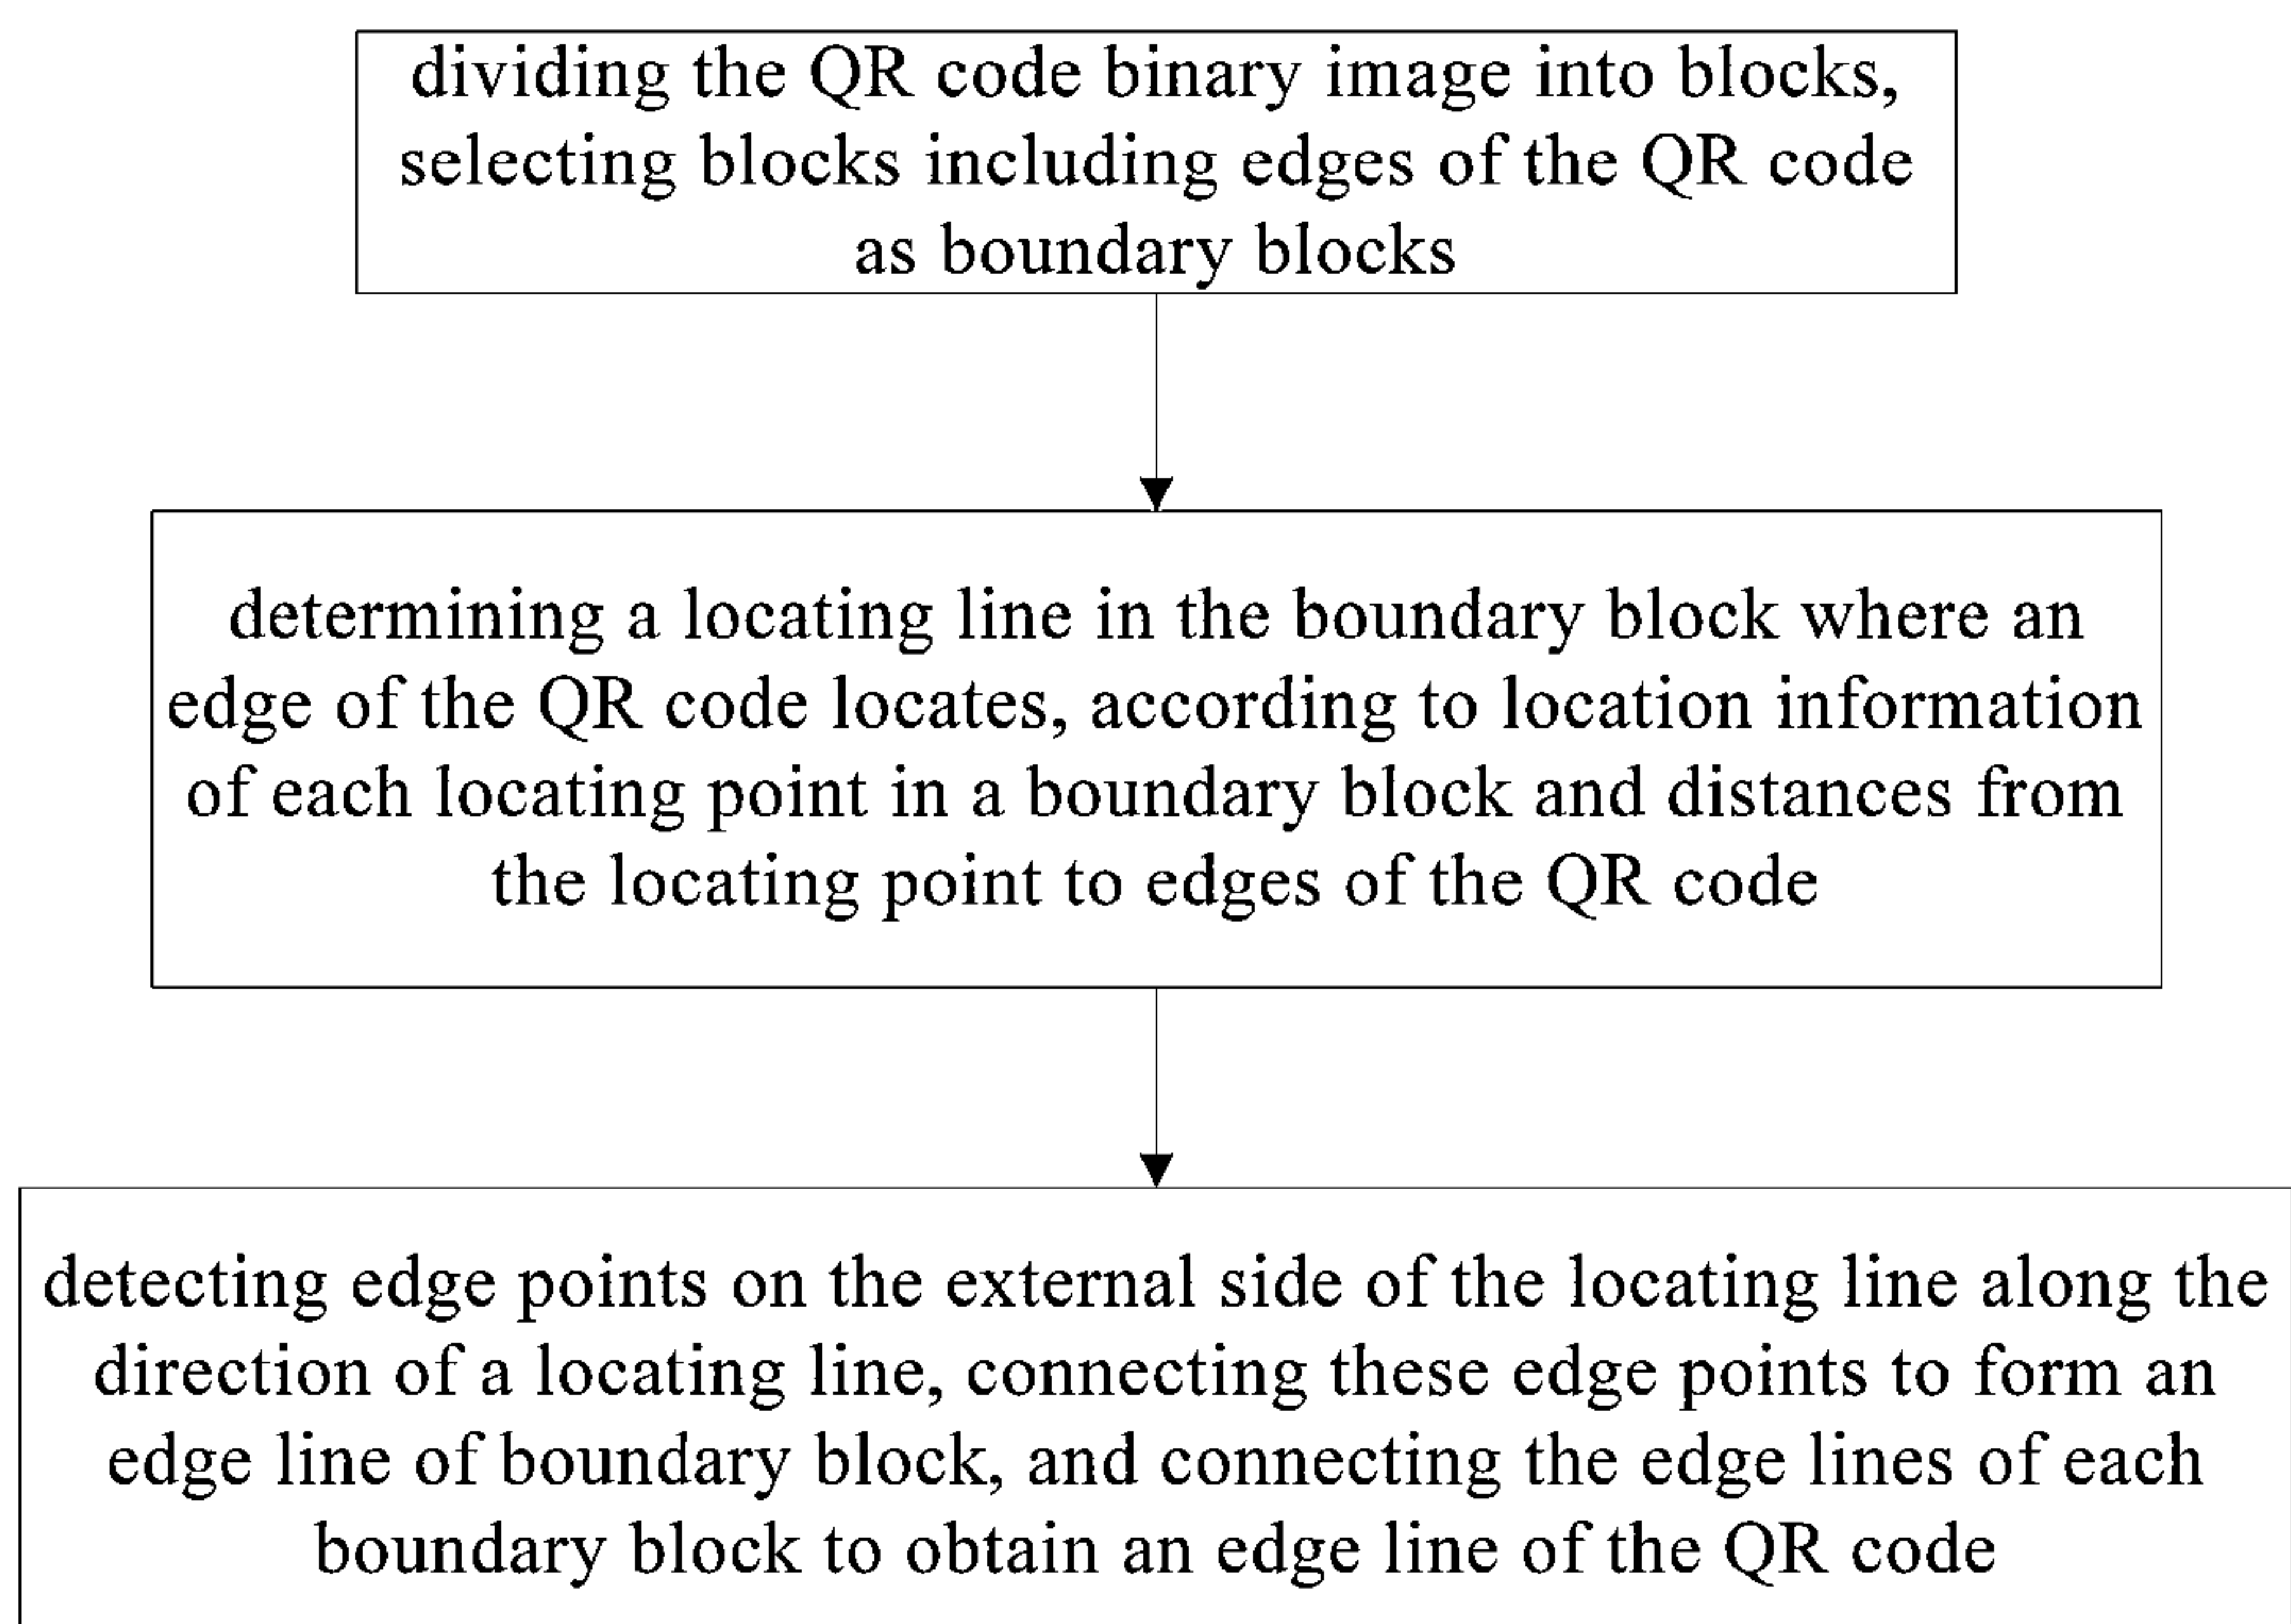 dividing the QR code binary image into blocks,
selecting blocks including edges of the QR code
as boundary blocks
determining a locating line in the boundary block where an
edge of the QR code locates, according to location information
of each locating point in a boundary block and distances from
the locating point to edges of the QR code
detecting edge points on the external side of the locating line along the
direction of a locating line, connecting these edge points to form an
edge line of boundary block, and connecting the edge lines of each
boundary block to obtain an edge line of the QR code